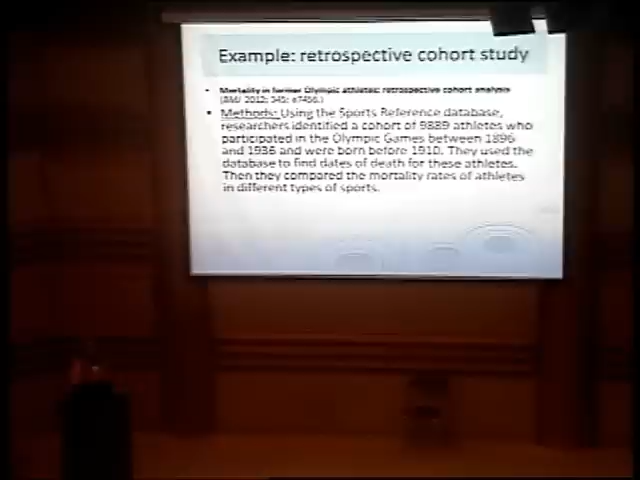 Example: retrospective cohort study
• Mortality in former Olympic athletes: retrospective cohort analysis
(BMJ 2012; 345: e7456.)
• Methods: Using the Sports Reference database,
researchers identified a cohort of 9889 athletes who
participated in the Olympic Games between 1896
and 1936 and were born before 1910. They used the
database to find dates of death for these athletes.
Then they compared the mortality rates of athletes
in different types of sports.